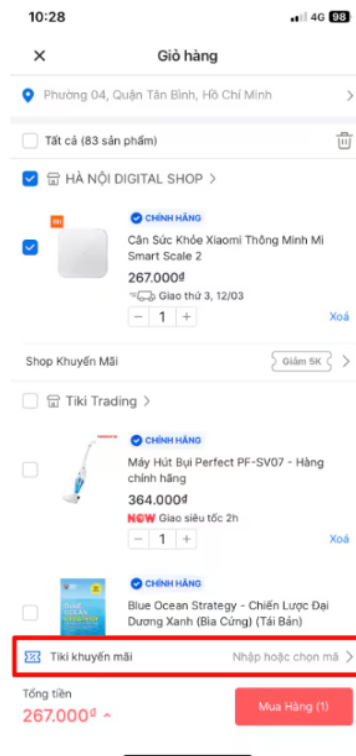 10:28
4G 98
Giỏ hàng
Phường 04, Quận Tân Bình, Hồ Chí Minh
Tất cả (83 sản phẩm)
HÀ NỘI DIGITAL SHOP
CHÍNH HÃNG
Cân Sức Khỏe Xiaomi Thông Minh Mi
Smart Scale 2
267.000đ
Giao thứ 3, 12/03
- 1 +
Xoá
Shop Khuyến Mãi
Giảm 5K
Tiki Trading
CHÍNH HÃNG
Máy Hút Bụi Perfect PF-SV07 - Hàng
chính hãng
364.000đ
NOW Giao siêu tốc 2h
- 1 +
Xoá
CHÍNH HÃNG
BLUE OCEAN
Blue Ocean Strategy - Chiến Lược Đại
Dương Xanh (Bìa Cứng) (Tái Bản)
Tiki khuyến mãi
Nhập hoặc chọn mã
Tổng tiền
267.000đ
Mua Hàng (1)